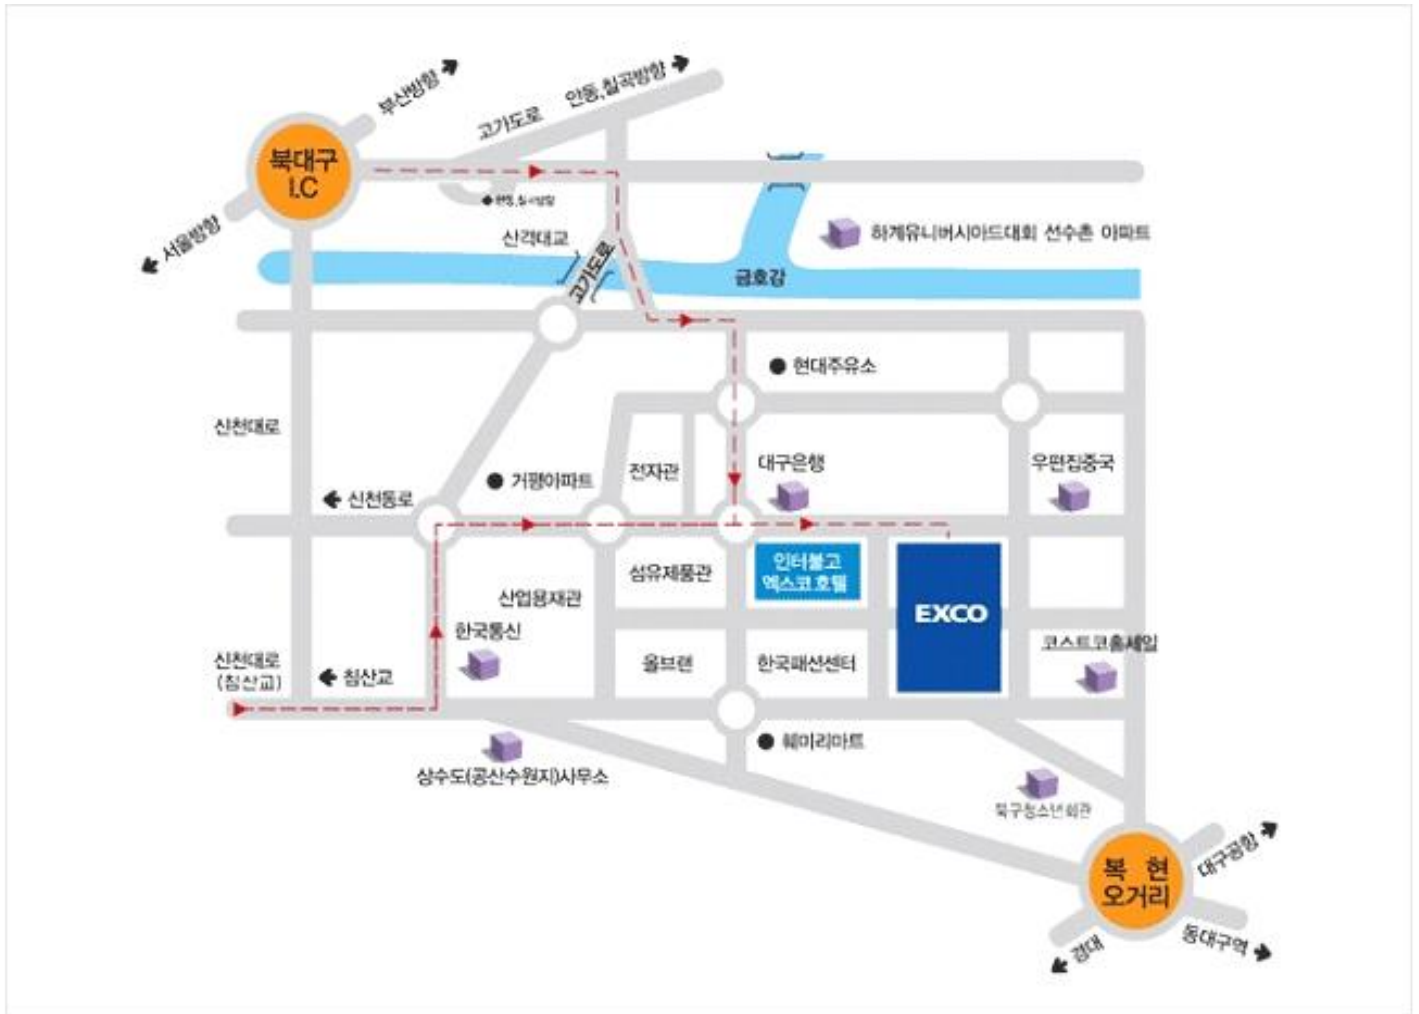 부산방향
안동,칠곡방향
고가도로
북대구
I.C
서울방향
산격대교
고가도로
하계유니버시아드대회 선수촌 아파트
금호강
현대주유소
신천대로
신천동로
거평아파트
전자관
대구은행
우편집중국
섬유제품관
인터불고
엑스코호텔
산업용재관
EXCO
한국통신
신천대로
(침산교)
침산교
올브랜
한국패션센터
코스트코홀세일
훼미리마트
상수도(공산수원지)사무소
북구청소년회관
복 현
오거리
대구공항
경대
동대구역